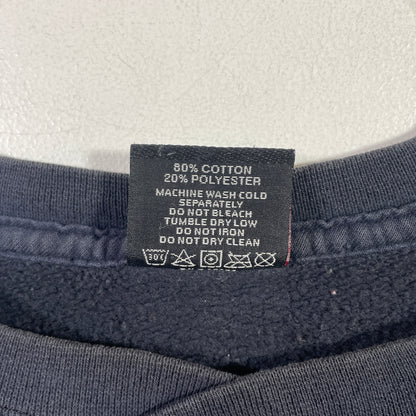 80% COTTON
20% POLYESTER
MACHINE WASH COLD
SEPARATELY
DO NOT BLEACH
TUMBLE DRY LOW
DO NOT IRON
DO NOT DRY CLEAN
30